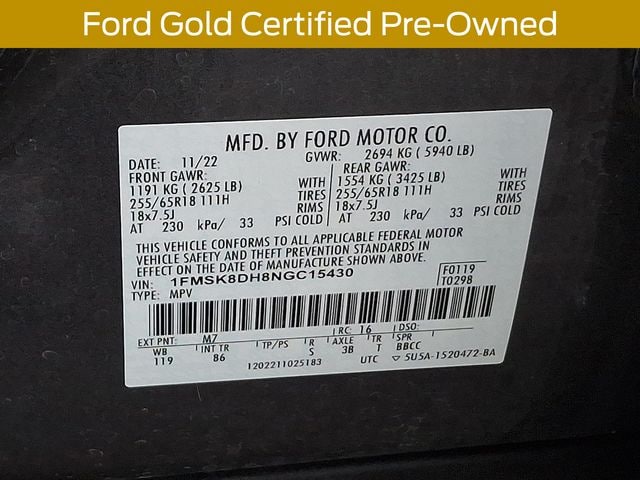 Ford Gold Certified Pre-Owned
MFD. BY FORD MOTOR CO.
DATE: 11/22 GVWR: 2694 KG ( 5940 LB)
FRONT GAWR: REAR GAWR:
1191 KG ( 2625 LB) WITH 1554 KG ( 3425 LB) WITH
255/65R18 111H TIRES 255/65R18 111H TIRES
18x7.5J RIMS 18x7.5J RIMS
AT 230 kPa/ 33 PSI COLD AT 230 kPa/ 33 PSI COLD
THIS VEHICLE CONFORMS TO ALL APPLICABLE FEDERAL MOTOR
VEHICLE SAFETY AND THEFT PREVENTION STANDARDS IN
EFFECT ON THE DATE OF MANUFACTURE SHOWN ABOVE.
VIN: 1FMSK8DH8NGC15430 F0119
TYPE: MPV T0298
EXT PNT: M7 RC: 16 DSO:
WB INT TR TP/PS R AXLE TR SPR
119 86 S 3B T BBCC
1202211025183 UTC 5U5A-1520472-BA